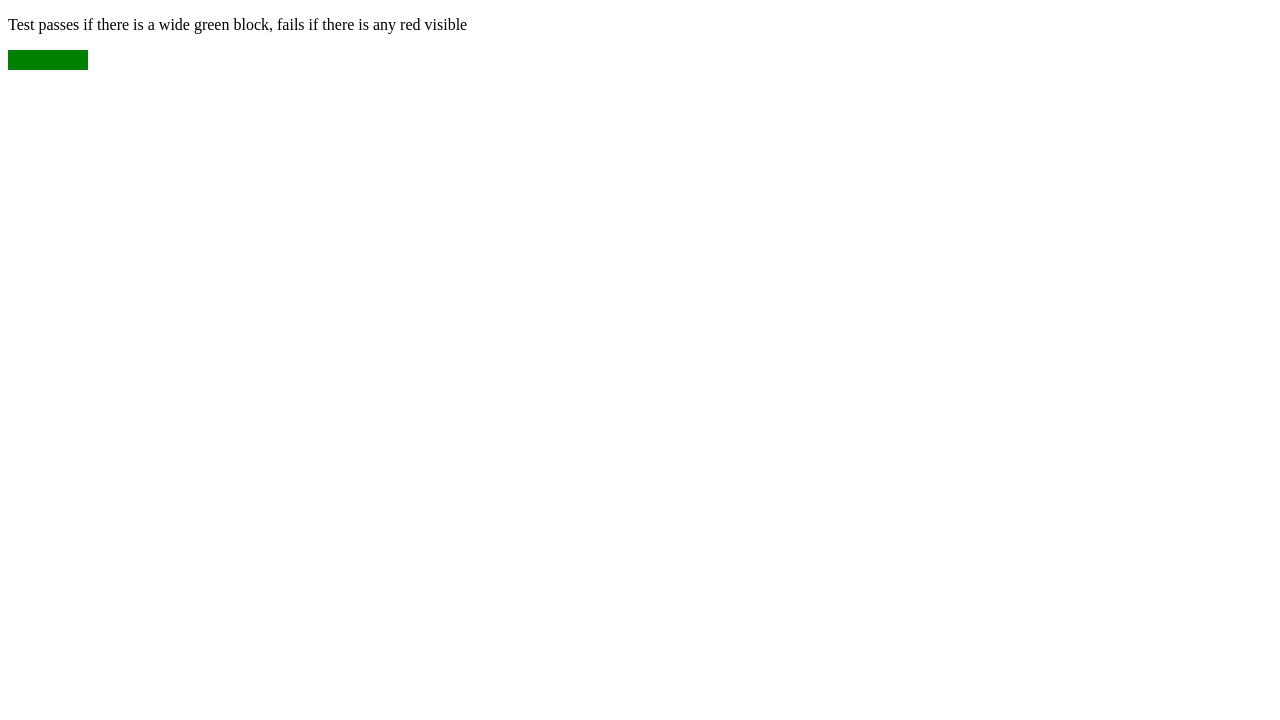 Test passes if there is a wide green block, fails if there is any red visible